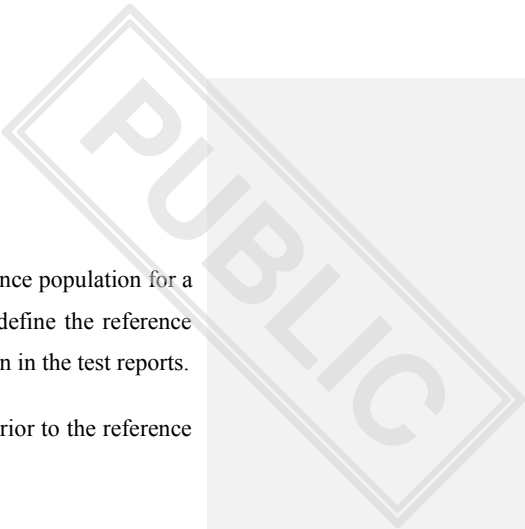 nce population for a
define the reference
n in the test reports.
rior to the reference
PUBLIC